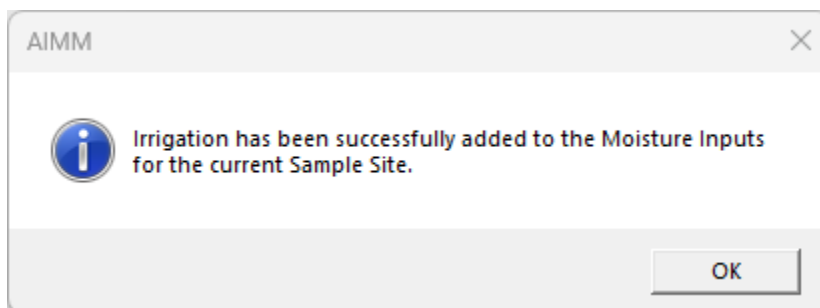 AIMM
Irrigation has been successfully added to the Moisture Inputs
for the current Sample Site.
OK